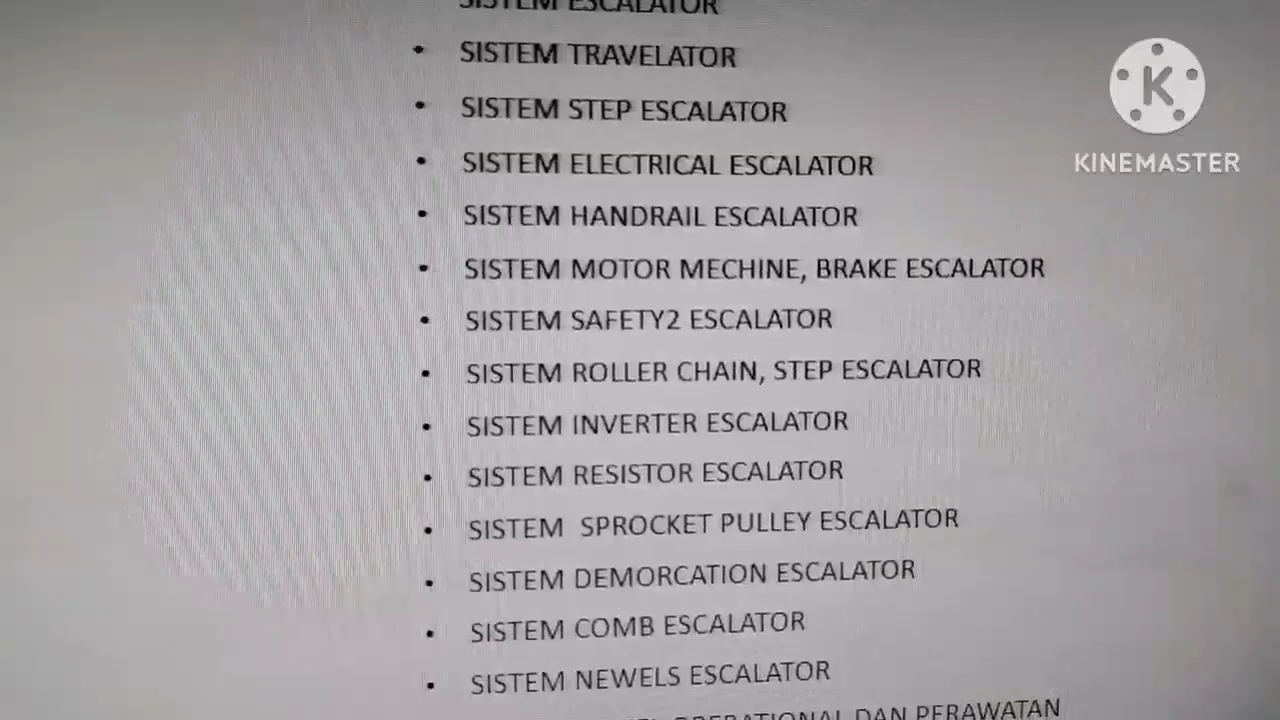 SISTEM ESCALATOR
• SISTEM TRAVELATOR
• SISTEM STEP ESCALATOR
• SISTEM ELECTRICAL ESCALATOR
• SISTEM HANDRAIL ESCALATOR
• SISTEM MOTOR MECHINE, BRAKE ESCALATOR
• SISTEM SAFETY2 ESCALATOR
• SISTEM ROLLER CHAIN, STEP ESCALATOR
• SISTEM INVERTER ESCALATOR
• SISTEM RESISTOR ESCALATOR
• SISTEM SPROCKET PULLEY ESCALATOR
• SISTEM DEMORCATION ESCALATOR
• SISTEM COMB ESCALATOR
• SISTEM NEWELS ESCALATOR
OPERATIONAL DAN PERAWATAN
K
KINEMASTER